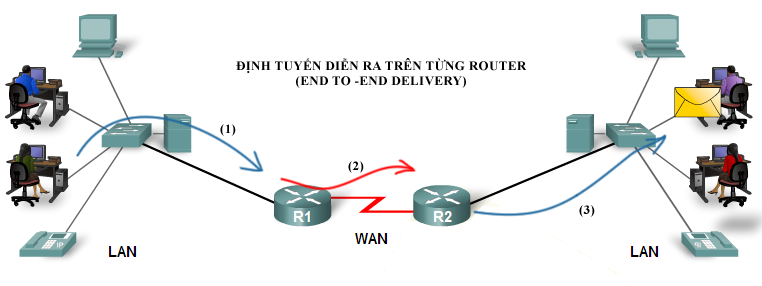 ĐỊNH TUYẾN DIỄN RA TRÊN TỪNG ROUTER
(END TO -END DELIVERY)
(1)
(2)
(3)
R1
R2
WAN
LAN
LAN